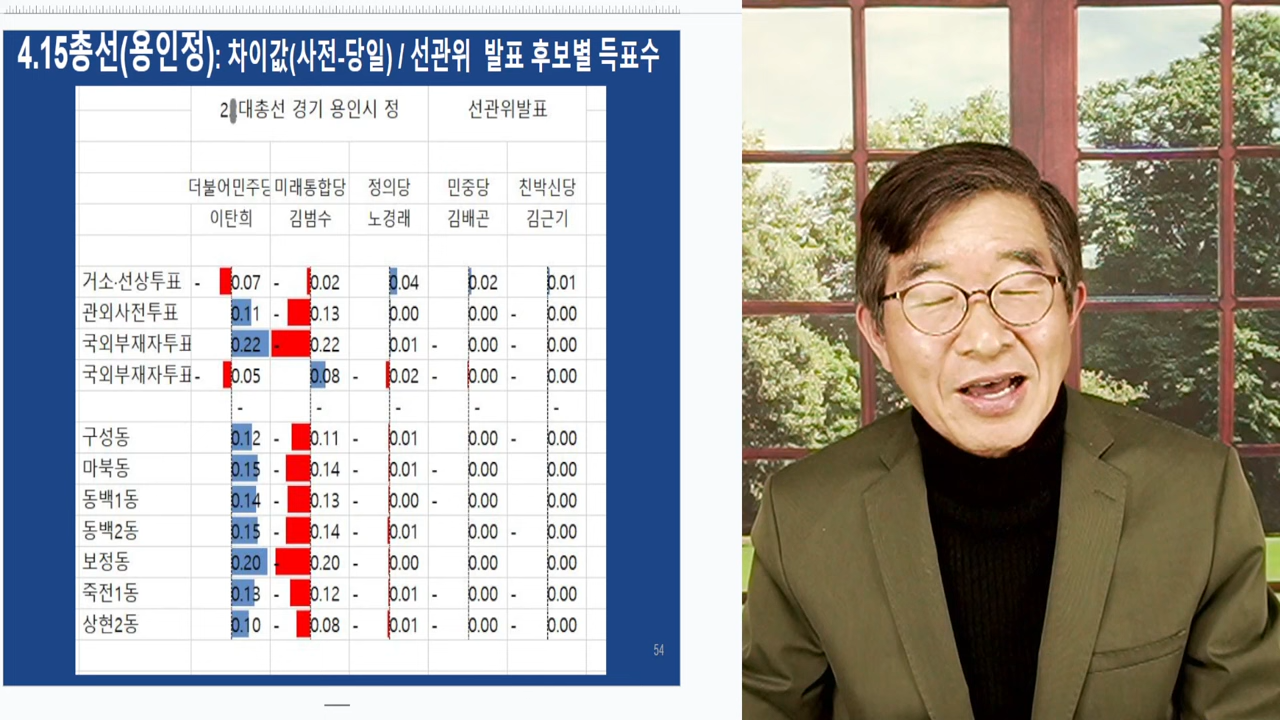 4.15총선(용인정): 차이값(사전-당일) / 선관위 발표 후보별 득표수
대총선 경기 용인시 정 선관위발표
더불어민주당 미래통합당 정의당 민중당 친박신당
이탄희 김범수 노경래 김배곤 김근기
거소·선상투표 - 0.07 - 0.02 0.04 0.02 0.01
관외사전투표 0.11 - 0.13 0.00 0.00 - 0.00
국외부재자투표 0.22 - 0.22 0.01 - 0.00 - 0.00
국외부재자투표 - 0.05 0.08 - 0.02 - 0.00 - 0.00
- - - - -
구성동 0.12 - 0.11 - 0.01 - 0.00 - 0.00
마북동 0.15 - 0.14 - 0.01 - 0.00 0.00
동백1동 0.14 - 0.13 - 0.00 - 0.00 0.00
동백2동 0.15 - 0.14 - 0.01 0.00 - 0.00
보정동 0.20 - 0.20 - 0.00 - 0.00 0.00
죽전1동 0.13 - 0.12 - 0.01 - 0.00 - 0.00
상현2동 0.10 - 0.08 - 0.01 - 0.00 - 0.00
54